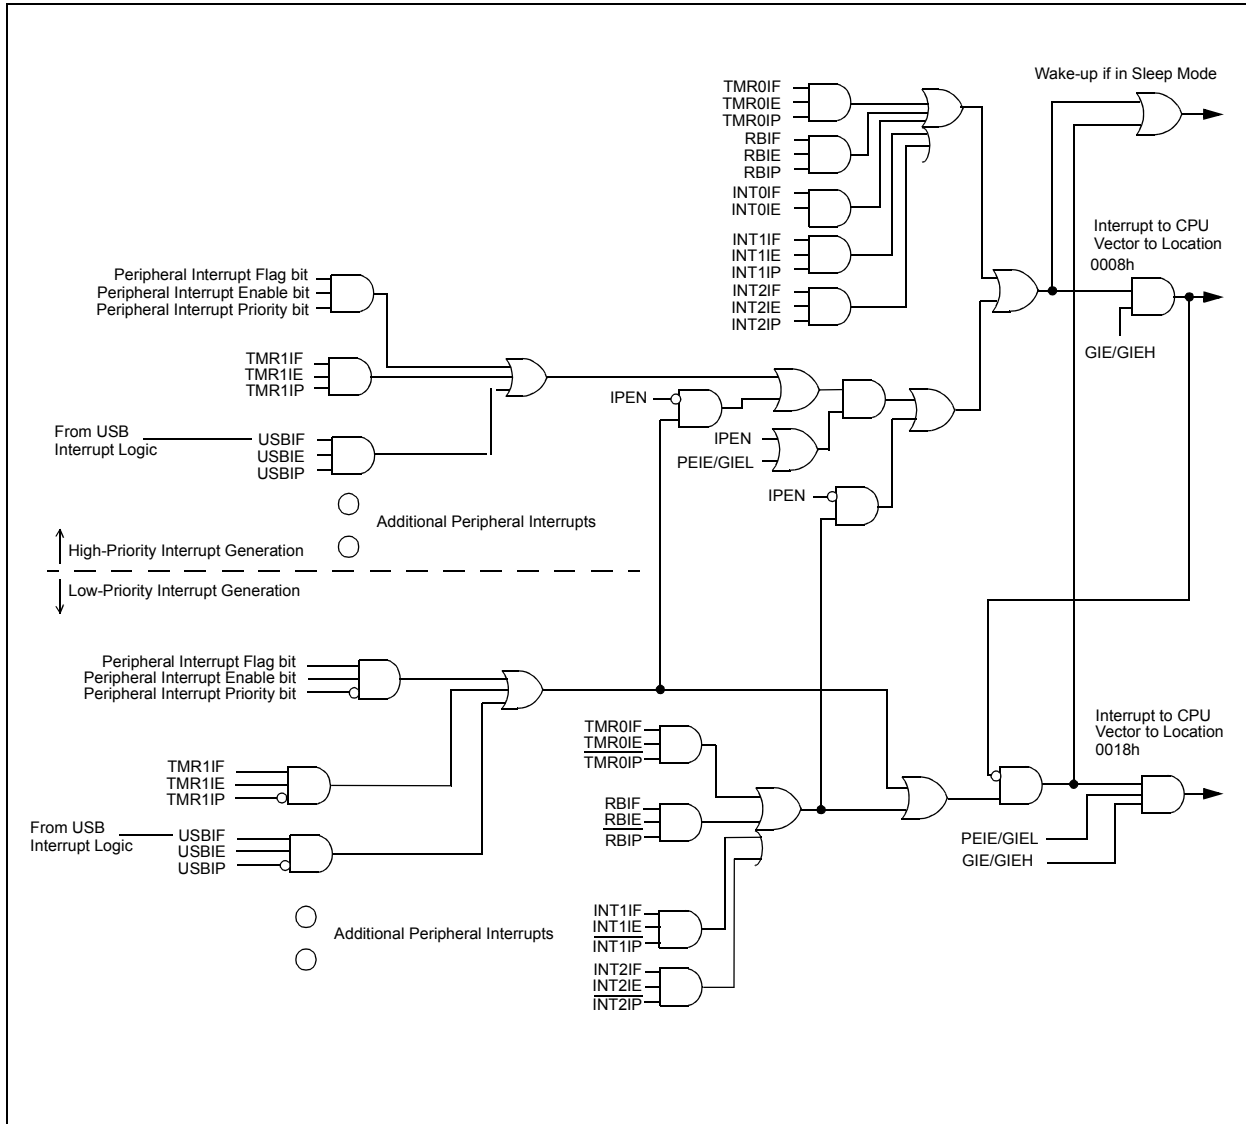 Wake-up if in Sleep Mode
TMR0IF
TMR0IE
TMR0IP
RBIF
RBIE
RBIP
INT0IF
INT0IE
INT1IF
INT1IE
INT1IP
INT2IF
INT2IE
INT2IP
Interrupt to CPU
Vector to Location
0008h
GIE/GIEH
Peripheral Interrupt Flag bit
Peripheral Interrupt Enable bit
Peripheral Interrupt Priority bit
TMR1IF
TMR1IE
TMR1IP
From USB
Interrupt Logic
USBIF
USBIE
USBIP
IPEN
IPEN
PEIE/GIEL
IPEN
Additional Peripheral Interrupts
High-Priority Interrupt Generation
Low-Priority Interrupt Generation
Peripheral Interrupt Flag bit
Peripheral Interrupt Enable bit
Peripheral Interrupt Priority bit
TMR1IF
TMR1IE
TMR1IP
From USB
Interrupt Logic
USBIF
USBIE
USBIP
Additional Peripheral Interrupts
TMR0IF
TMR0IE
TMR0IP
RBIF
RBIE
RBIP
INT1IF
INT1IE
INT1IP
INT2IF
INT2IE
INT2IP
Interrupt to CPU
Vector to Location
0018h
PEIE/GIEL
GIE/GIEH